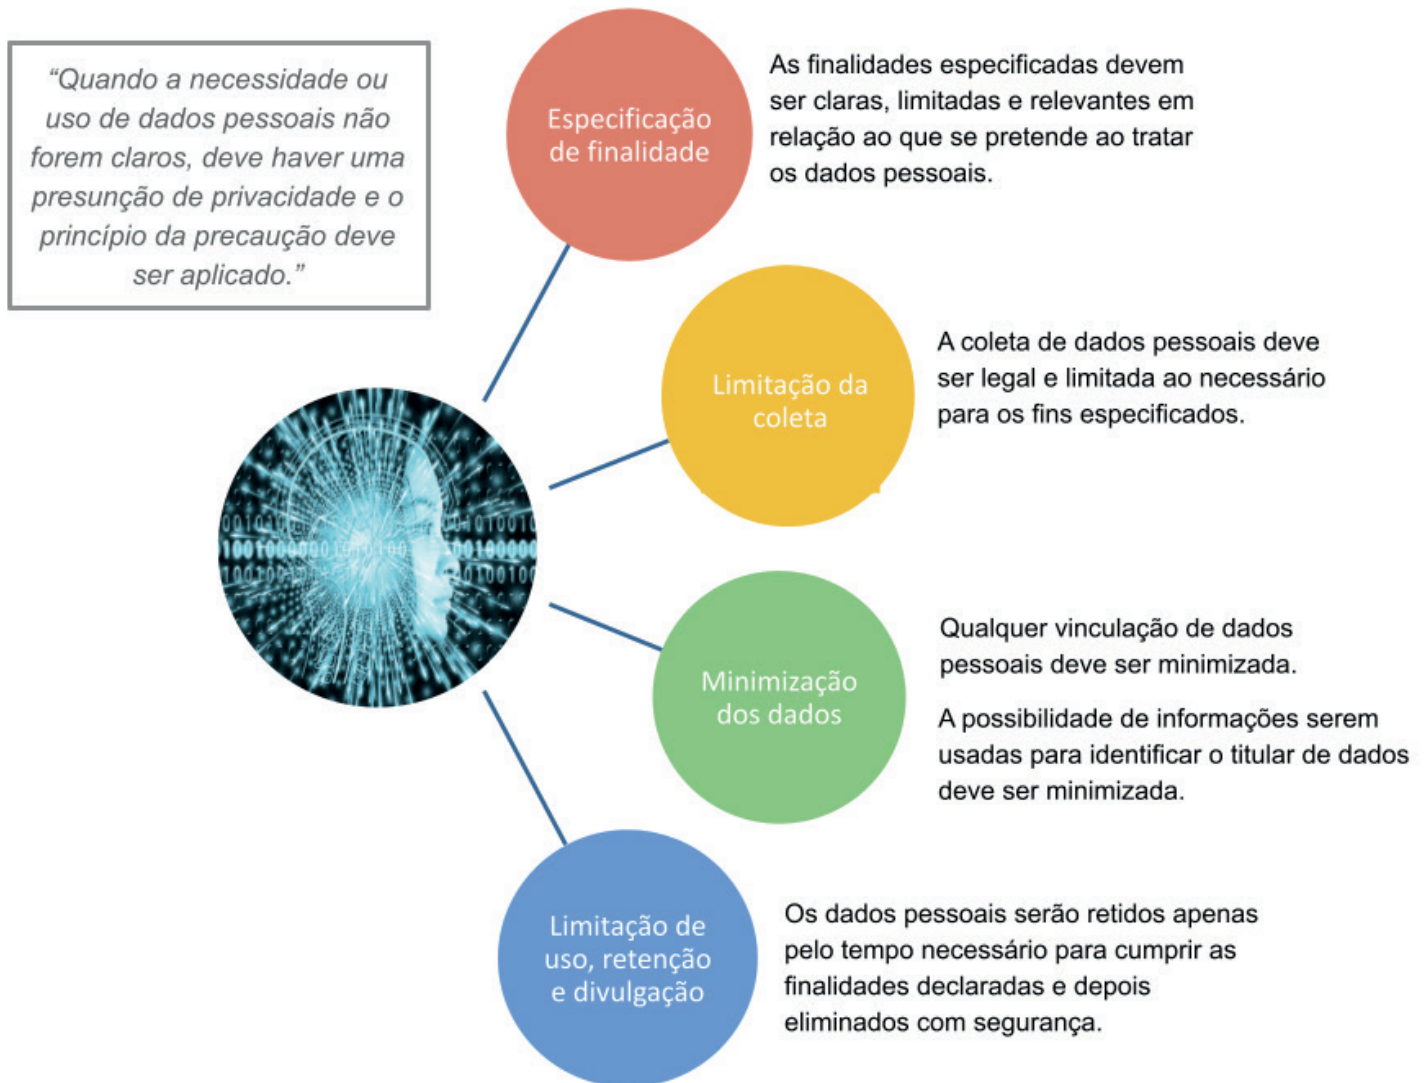 “Quando a necessidade ou
uso de dados pessoais não
forem claros, deve haver uma
presunção de privacidade e o
princípio da precaução deve
ser aplicado.”
Especificação
de finalidade
As finalidades especificadas devem
ser claras, limitadas e relevantes em
relação ao que se pretende ao tratar
os dados pessoais.
Limitação da
coleta
A coleta de dados pessoais deve
ser legal e limitada ao necessário
para os fins especificados.
Minimização
dos dados
Qualquer vinculação de dados
pessoais deve ser minimizada.
A possibilidade de informações serem
usadas para identificar o titular de dados
deve ser minimizada.
Limitação de
uso, retenção
e divulgação
Os dados pessoais serão retidos apenas
pelo tempo necessário para cumprir as
finalidades declaradas e depois
eliminados com segurança.